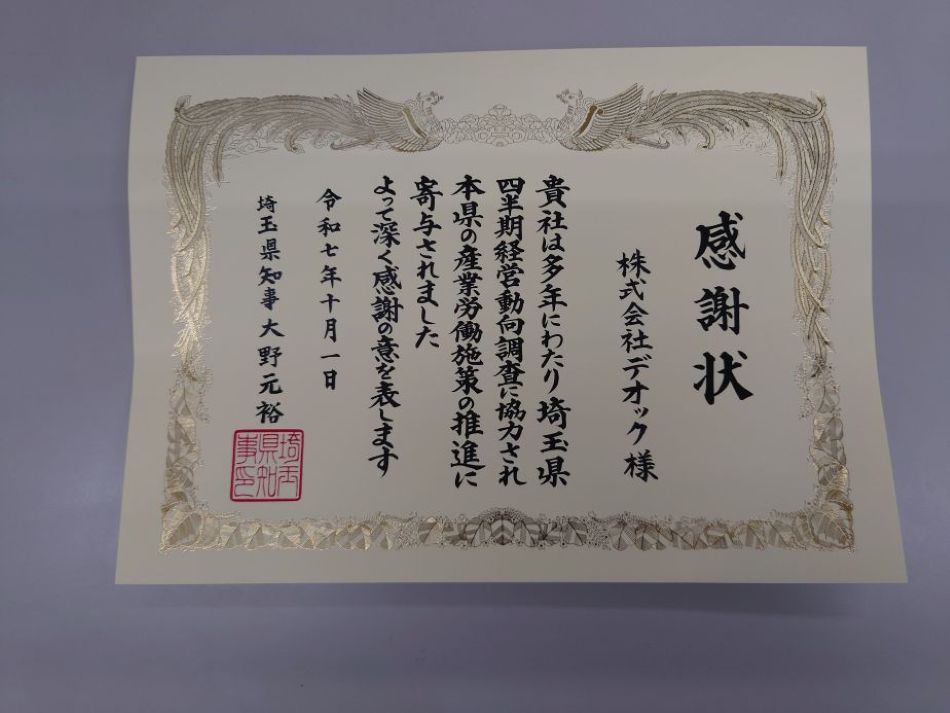 感謝状
株式会社デオック様
貴社は多年にわたり埼玉県
四半期経営動向調査に協力され
本県の産業労働施策の推進に
寄与されました
よって深く感謝の意を表します
令和七年十月一日
埼玉県知事大野元裕
埼玉
県知
事印